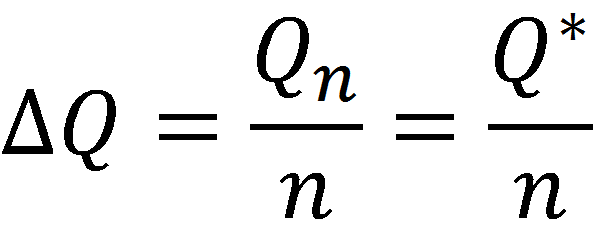 ΔQ = Qₙ/n = Q*/n